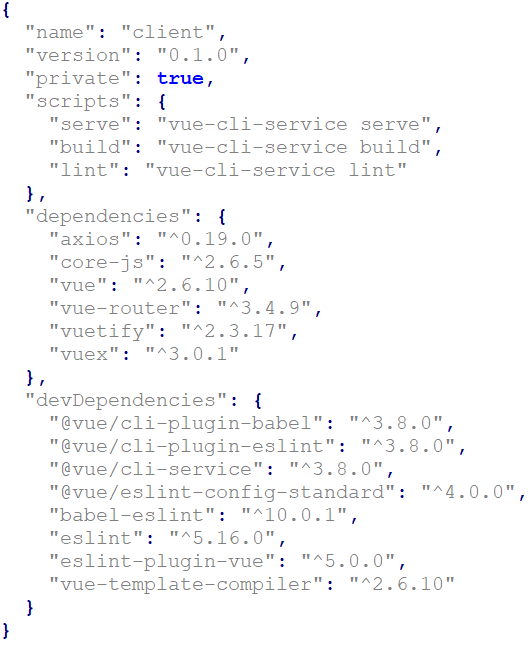 {
  "name": "client",
  "version": "0.1.0",
  "private": true,
  "scripts": {
    "serve": "vue-cli-service serve",
    "build": "vue-cli-service build",
    "lint": "vue-cli-service lint"
  },
  "dependencies": {
    "axios": "^0.19.0",
    "core-js": "^2.6.5",
    "vue": "^2.6.10",
    "vue-router": "^3.4.9",
    "vuetify": "^2.3.17",
    "vuex": "^3.0.1"
  },
  "devDependencies": {
    "@vue/cli-plugin-babel": "^3.8.0",
    "@vue/cli-plugin-eslint": "^3.8.0",
    "@vue/cli-service": "^3.8.0",
    "@vue/eslint-config-standard": "^4.0.0",
    "babel-eslint": "^10.0.1",
    "eslint": "^5.16.0",
    "eslint-plugin-vue": "^5.0.0",
    "vue-template-compiler": "^2.6.10"
  }
}